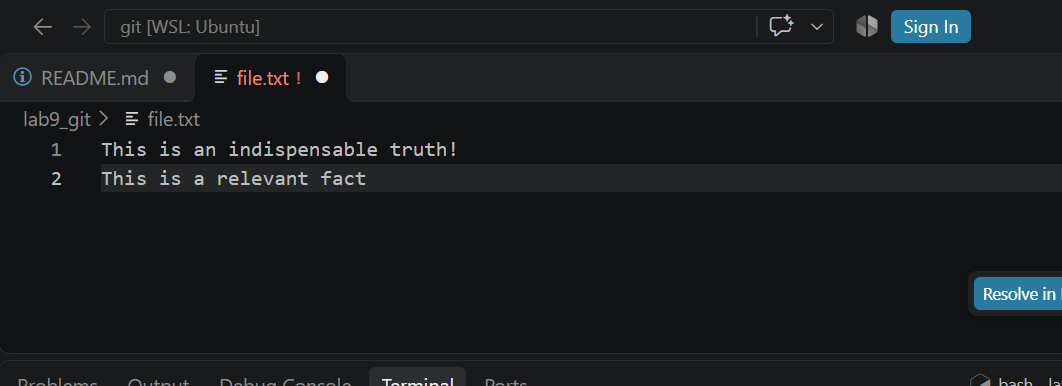 git [WSL: Ubuntu]
Sign In
README.md
file.txt !
lab9_git > file.txt
1 This is an indispensable truth!
2 This is a relevant fact
Resolve in
Problems Output Debug Console Terminal Ports
bash